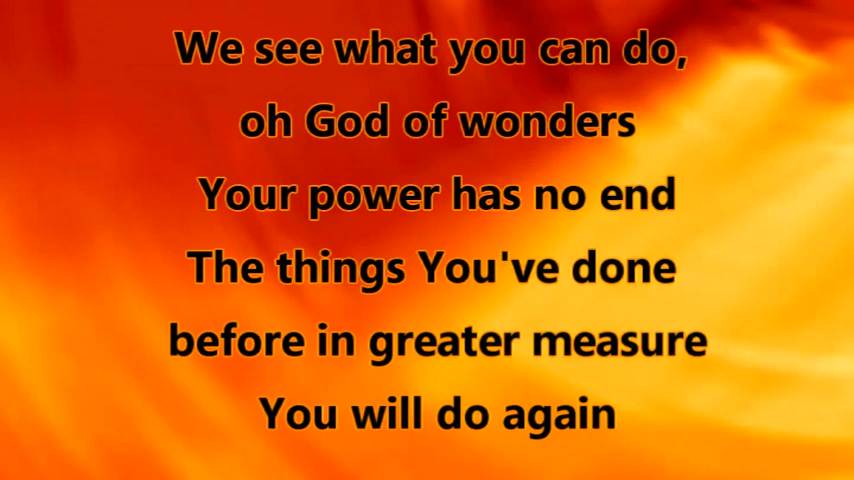 We see what you can do,
oh God of wonders
Your power has no end
The things You've done
before in greater measure
You will do again